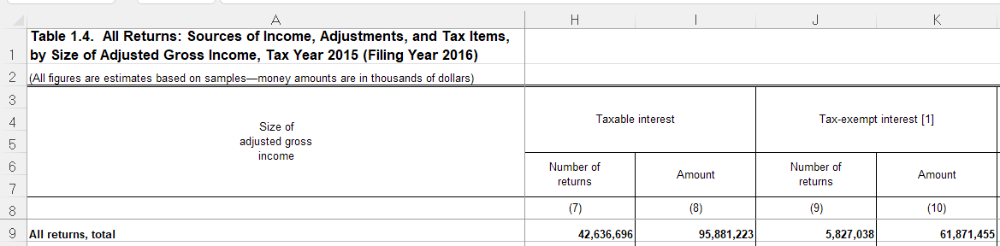 A H I J K
1 Table 1.4. All Returns: Sources of Income, Adjustments, and Tax Items,
by Size of Adjusted Gross Income, Tax Year 2015 (Filing Year 2016)
2 (All figures are estimates based on samples—money amounts are in thousands of dollars)
3
4 Size of Taxable interest Tax-exempt interest [1]
5 adjusted gross
income
6 Number of Amount Number of Amount
7 returns returns
8 (7) (8) (9) (10)
9 All returns, total 42,636,696 95,881,223 5,827,038 61,871,455